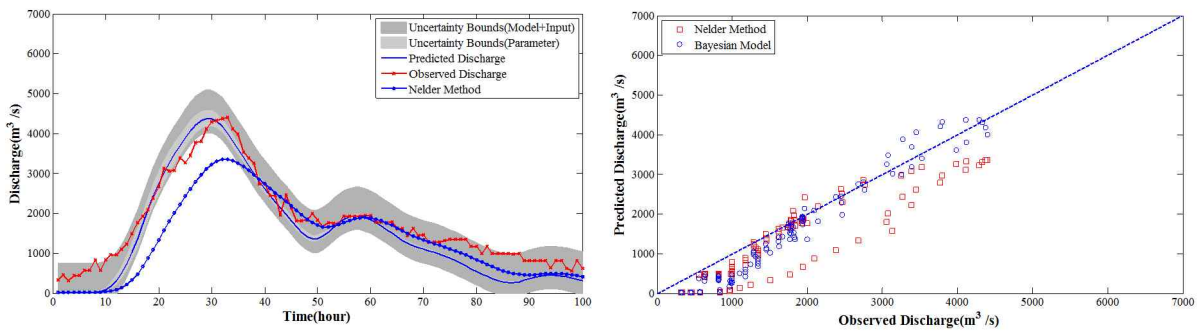 7000
6000
5000
4000
3000
2000
1000
0
Discharge(m³ /s)
0 10 20 30 40 50 60 70 80 90 100
Time(hour)
Uncertainty Bounds(Model+Input)
Uncertainty Bounds(Parameter)
Predicted Discharge
Observed Discharge
Nelder Method
7000
6000
5000
4000
3000
2000
1000
0
Predicted Discharge(m³ /s)
0 1000 2000 3000 4000 5000 6000 7000
Observed Discharge(m³ /s)
Nelder Method
Bayesian Model